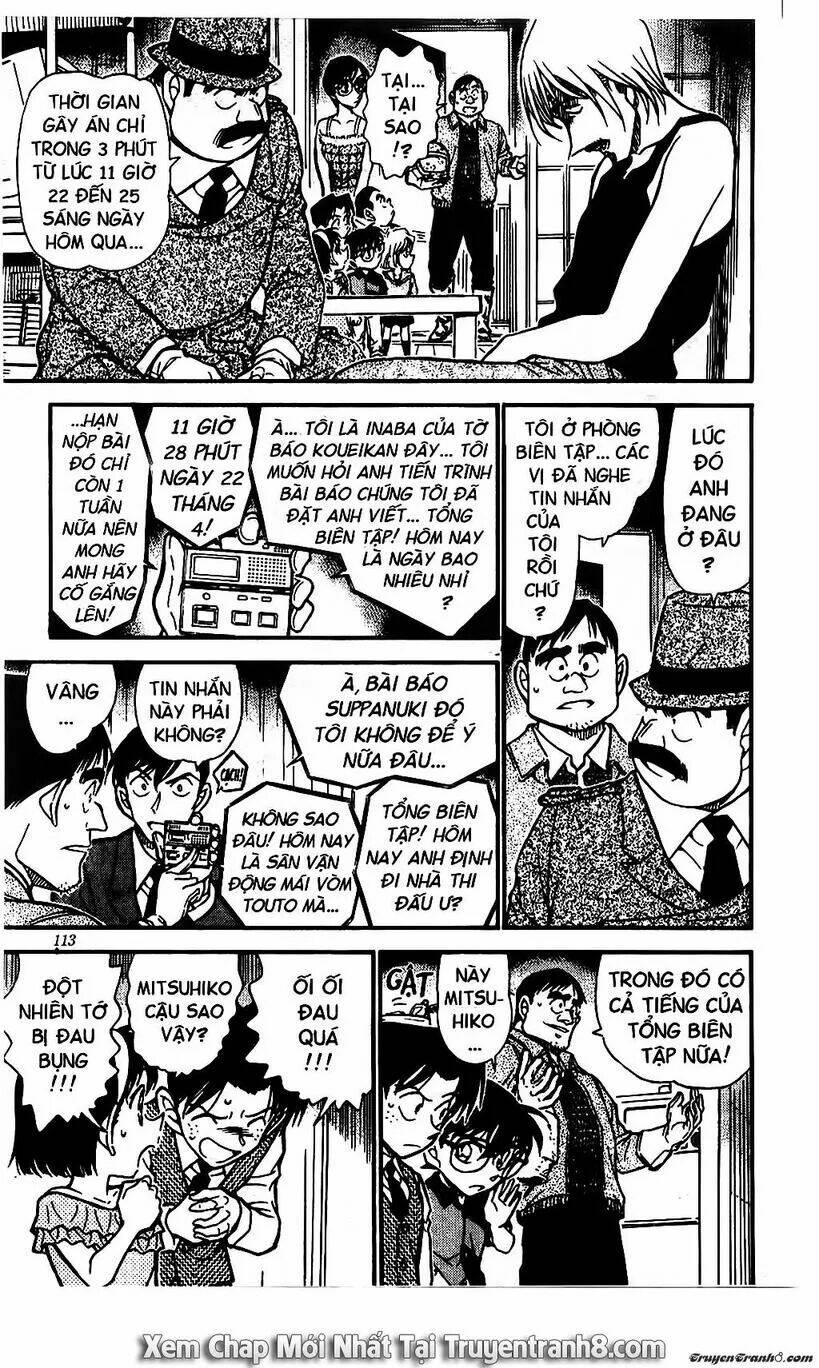 TẠI...
TẠI
SAO
!?
THỜI GIAN
GÂY ÁN CHỈ
TRONG 3 PHÚT
TỪ LÚC 11 GIỜ
22 ĐẾN 25
SÁNG NGÀY
HÔM QUA...
LÚC
ĐÓ
ANH
ĐANG
Ở ĐÂU
?
TÔI Ở PHÒNG
BIÊN TẬP... CÁC
VỊ ĐÃ NGHE
TIN NHẮN
CỦA
TÔI
RỒI
CHỨ
?
À... TÔI LÀ INABA CỦA TỜ
BÁO KOUEIKAN ĐÂY... TÔI
MUỐN HỎI ANH TIẾN TRÌNH
BÀI BÁO CHÚNG TÔI ĐÃ
ĐẶT ANH VIẾT... TỔNG
BIÊN TẬP! HÔM NAY
LÀ NGÀY BAO
NHIÊU NHỈ
?
11 GIỜ
28 PHÚT
NGÀY 22
THÁNG
4!
...HẠN
NỘP BÀI
ĐÓ CHỈ
CÒN 1
TUẦN
NỮA NÊN
MONG
ANH HÃY
CỐ GẮNG
LÊN!
À, BÀI BÁO
SUPPANUKI ĐÓ
TÔI KHÔNG ĐỂ Ý
NỮA ĐÂU...
TỔNG BIÊN
TẬP! HÔM
NAY ANH ĐỊNH
ĐI NHÀ THI
ĐẤU Ư?
KHÔNG SAO
ĐÂU! HÔM NAY
LÀ SÂN VẬN
ĐỘNG MÁI VÒM
TOUTO MÀ...
CẠCH!
TIN NHẮN
NÀY PHẢI
KHÔNG?
VÂNG
...
113
TRONG ĐÓ CÓ
CẢ TIẾNG CỦA
TỔNG BIÊN
TẬP NỮA!
NÀY
MITSU-
HIKO...
GẬT
ỐI ỐI
ĐAU
QUÁ
!!!
MITSUHIKO
CẬU SAO
VẬY?
ĐỘT
NHIÊN TỚ
BỊ ĐAU
BỤNG
!!!
Xem Chap Mới Nhất Tại Truyentranh8.com
TruyenTranh8.com